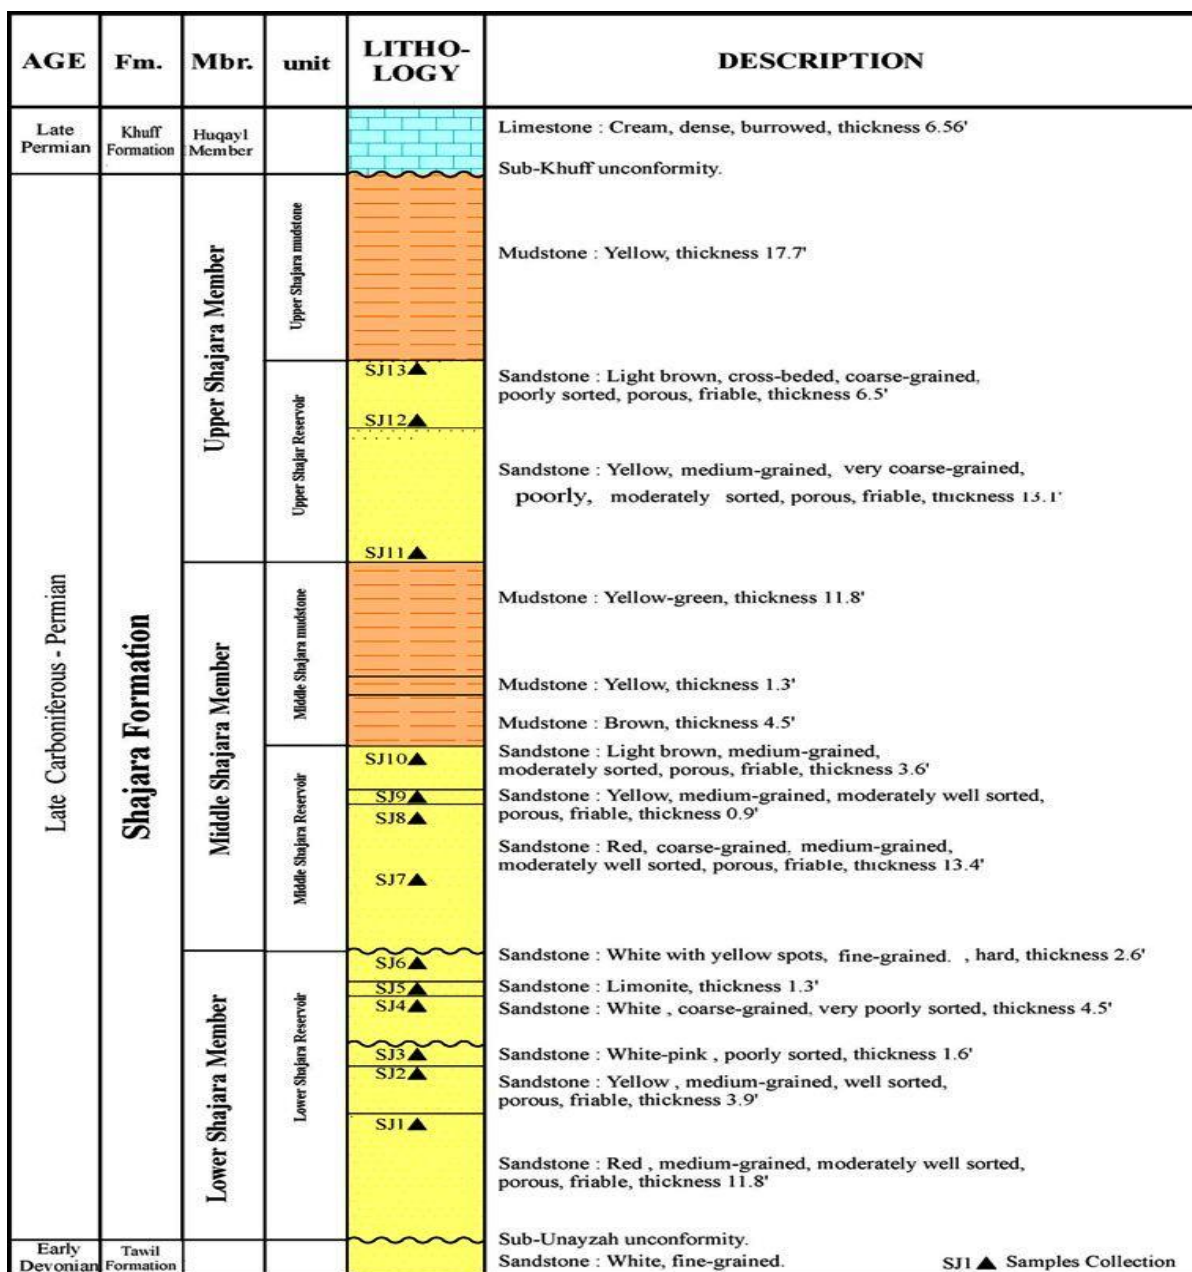 AGE Fm. Mbr. unit LITHO- DESCRIPTION
LOGY
Late Permian Khuff Formation Huqayl Member
Limestone : Cream, dense, burrowed, thickness 6.56'
Sub-Khuff unconformity.
Late Carboniferous - Permian
Shajara Formation
Upper Shajara Member
Upper Shajara mudstone
Mudstone : Yellow, thickness 17.7'
Upper Shajar Reservoir
SJ13
Sandstone : Light brown, cross-beded, coarse-grained,
poorly sorted, porous, friable, thickness 6.5'
SJ12
Sandstone : Yellow, medium-grained, very coarse-grained,
poorly, moderately sorted, porous, friable, thickness 13.1'
SJ11
Middle Shajara Member
Middle Shajara mudstone
Mudstone : Yellow-green, thickness 11.8'
Mudstone : Yellow, thickness 1.3'
Mudstone : Brown, thickness 4.5'
Middle Shajara Reservoir
SJ10
Sandstone : Light brown, medium-grained,
moderately sorted, porous, friable, thickness 3.6'
SJ9
Sandstone : Yellow, medium-grained, moderately well sorted,
porous, friable, thickness 0.9'
SJ8
Sandstone : Red, coarse-grained, medium-grained,
moderately well sorted, porous, friable, thickness 13.4'
SJ7
Lower Shajara Member
Lower Shajara Reservoir
SJ6
Sandstone : White with yellow spots, fine-grained. , hard, thickness 2.6'
SJ5
Sandstone : Limonite, thickness 1.3'
SJ4
Sandstone : White , coarse-grained, very poorly sorted, thickness 4.5'
SJ3
Sandstone : White-pink , poorly sorted, thickness 1.6'
SJ2
Sandstone : Yellow , medium-grained, well sorted,
porous, friable, thickness 3.9'
SJ1
Sandstone : Red , medium-grained, moderately well sorted,
porous, friable, thickness 11.8'
Sub-Unayzah unconformity.
Early Devonian Tawil Formation
Sandstone : White, fine-grained.
SJ1 Samples Collection